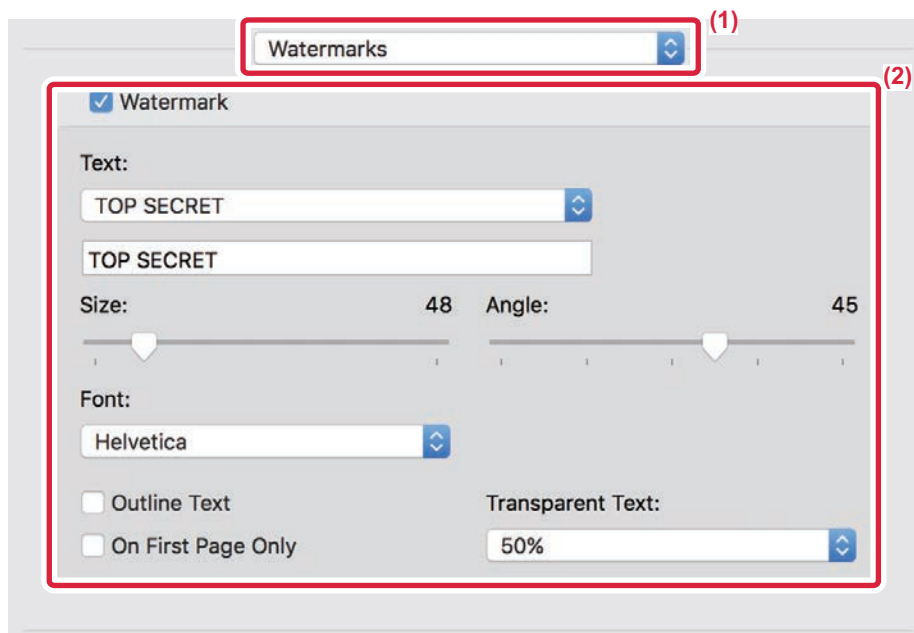 (1)
Watermarks
(2)
Watermark
Text:
TOP SECRET
TOP SECRET
Size: 48 Angle: 45
Font:
Helvetica
Outline Text Transparent Text:
On First Page Only 50%